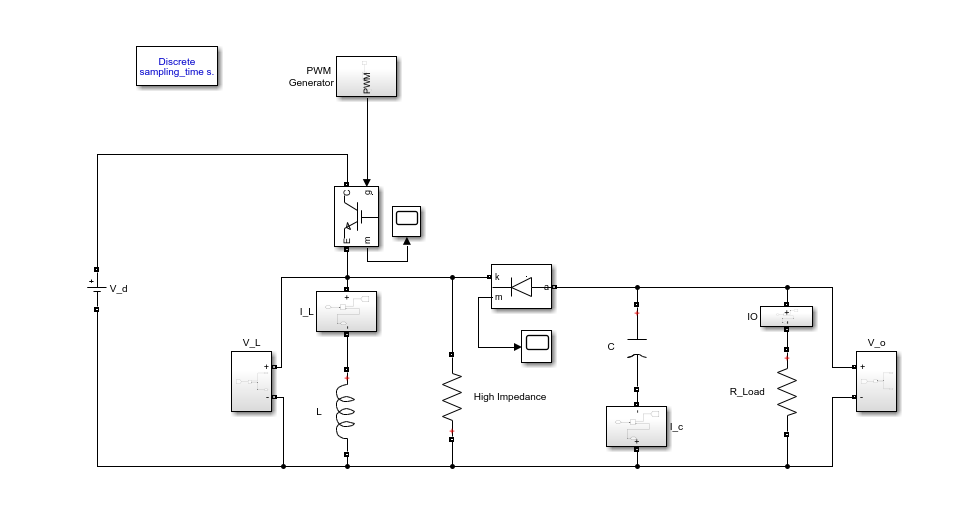 Discrete
sampling_time s.
PWM
Generator
PWM
C
g
E
m
+
V_d
k
a
m
+
I_L
-
V_L
+
-
L
High Impedance
C
-
I_c
+
IO
+
-
R_Load
V_o
+
-